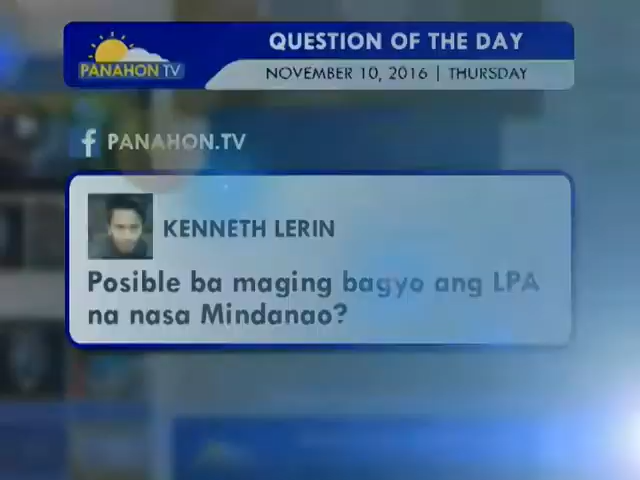 PANAHON TV
QUESTION OF THE DAY
NOVEMBER 10, 2016 | THURSDAY
f PANAHON.TV
KENNETH LERIN
Posible ba maging bagyo ang LPA
na nasa Mindanao?